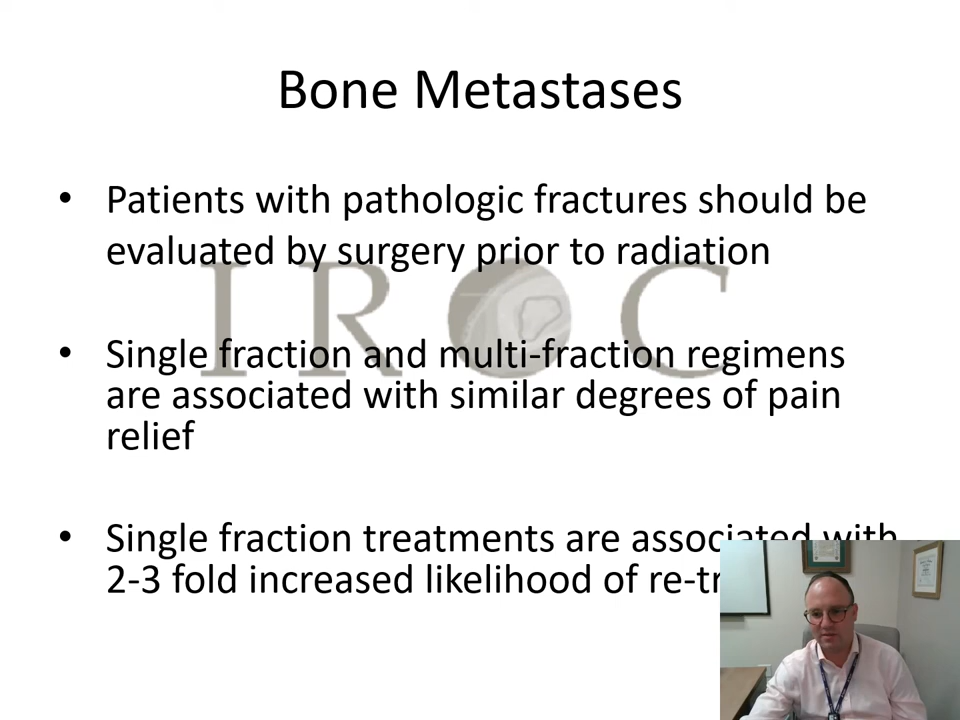 Bone Metastases
• Patients with pathologic fractures should be
evaluated by surgery prior to radiation
IROC
• Single fraction and multi-fraction regimens
are associated with similar degrees of pain
relief
• Single fraction treatments are associated with
2-3 fold increased likelihood of